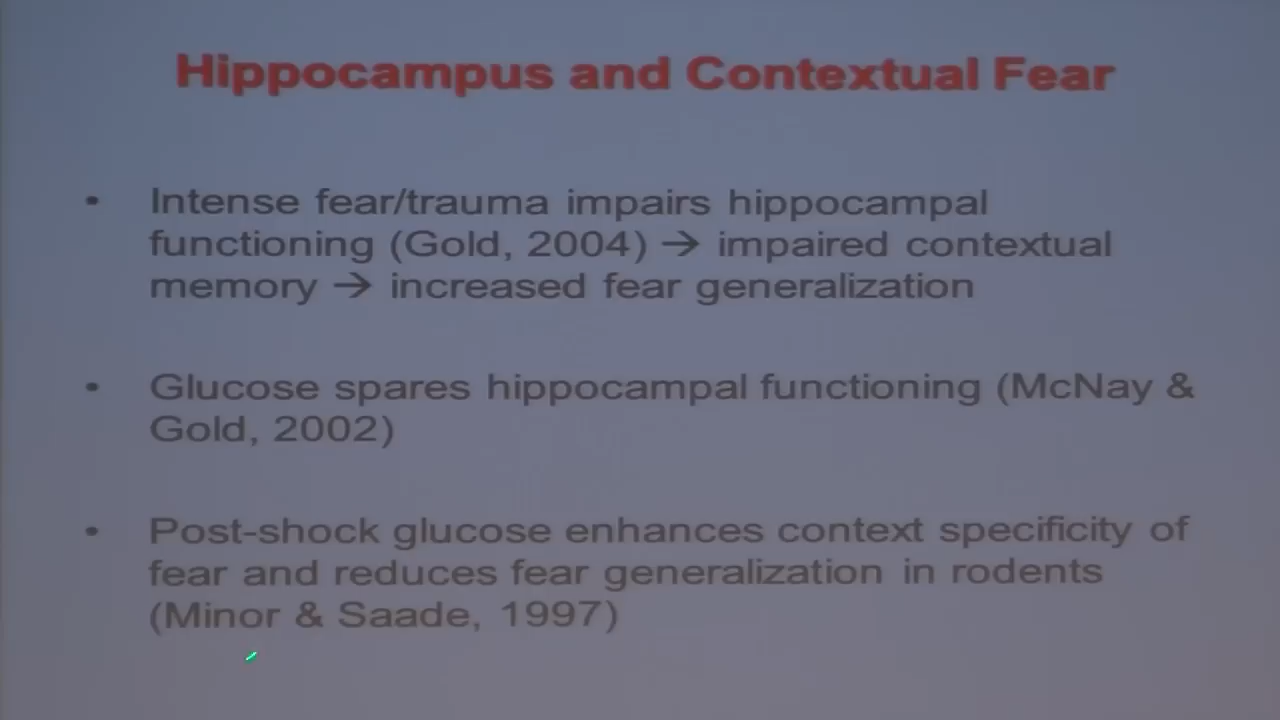 Hippocampus and Contextual Fear
• Intense fear/trauma impairs hippocampal
functioning (Gold, 2004) → impaired contextual
memory → increased fear generalization
• Glucose spares hippocampal functioning (McNay &
Gold, 2002)
• Post-shock glucose enhances context specificity of
fear and reduces fear generalization in rodents
(Minor & Saade, 1997)